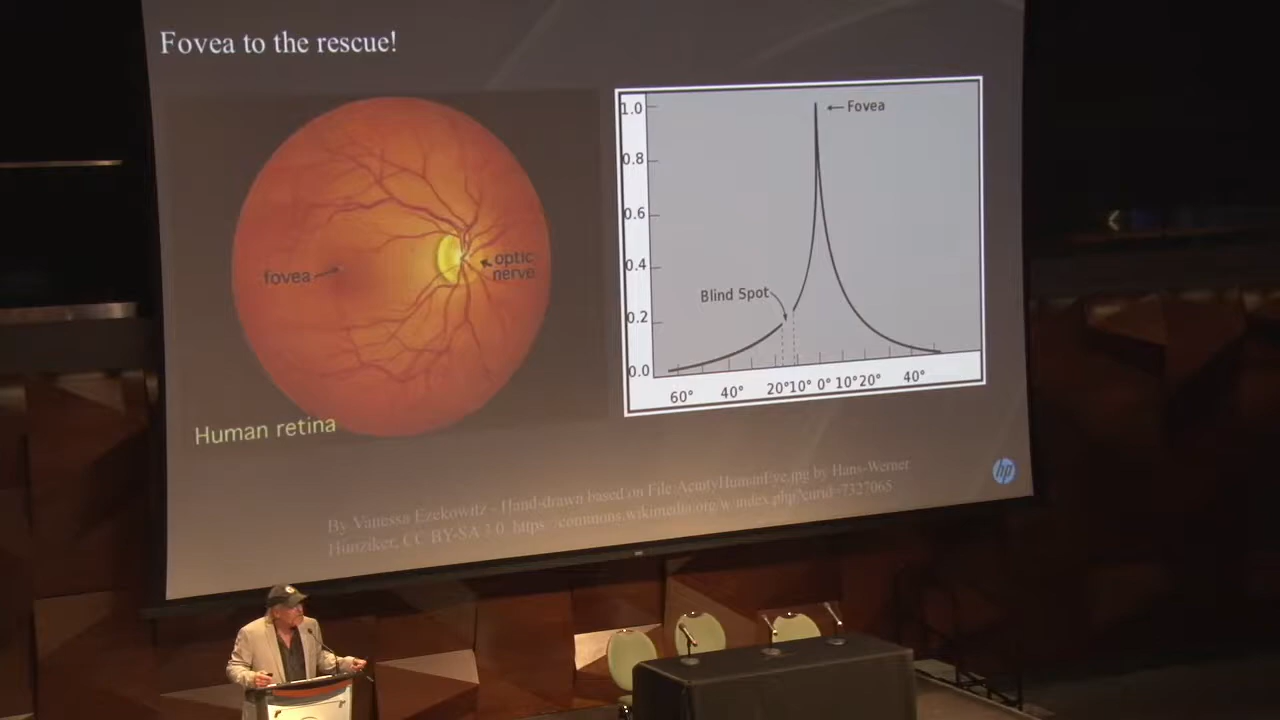 Fovea to the rescue!
fovea
optic
nerve
Human retina
1.0
0.8
0.6
0.4
0.2
0.0
Fovea
Blind Spot
60° 40° 20° 10° 0° 10° 20° 40°
By Vanessa Ezekowitz - Hand-drawn based on File:AcuityHumanEye.jpg by Hans-Werner
Hunziker, CC BY-SA 3.0, https://commons.wikimedia.org/w/index.php?curid=7327065
hp